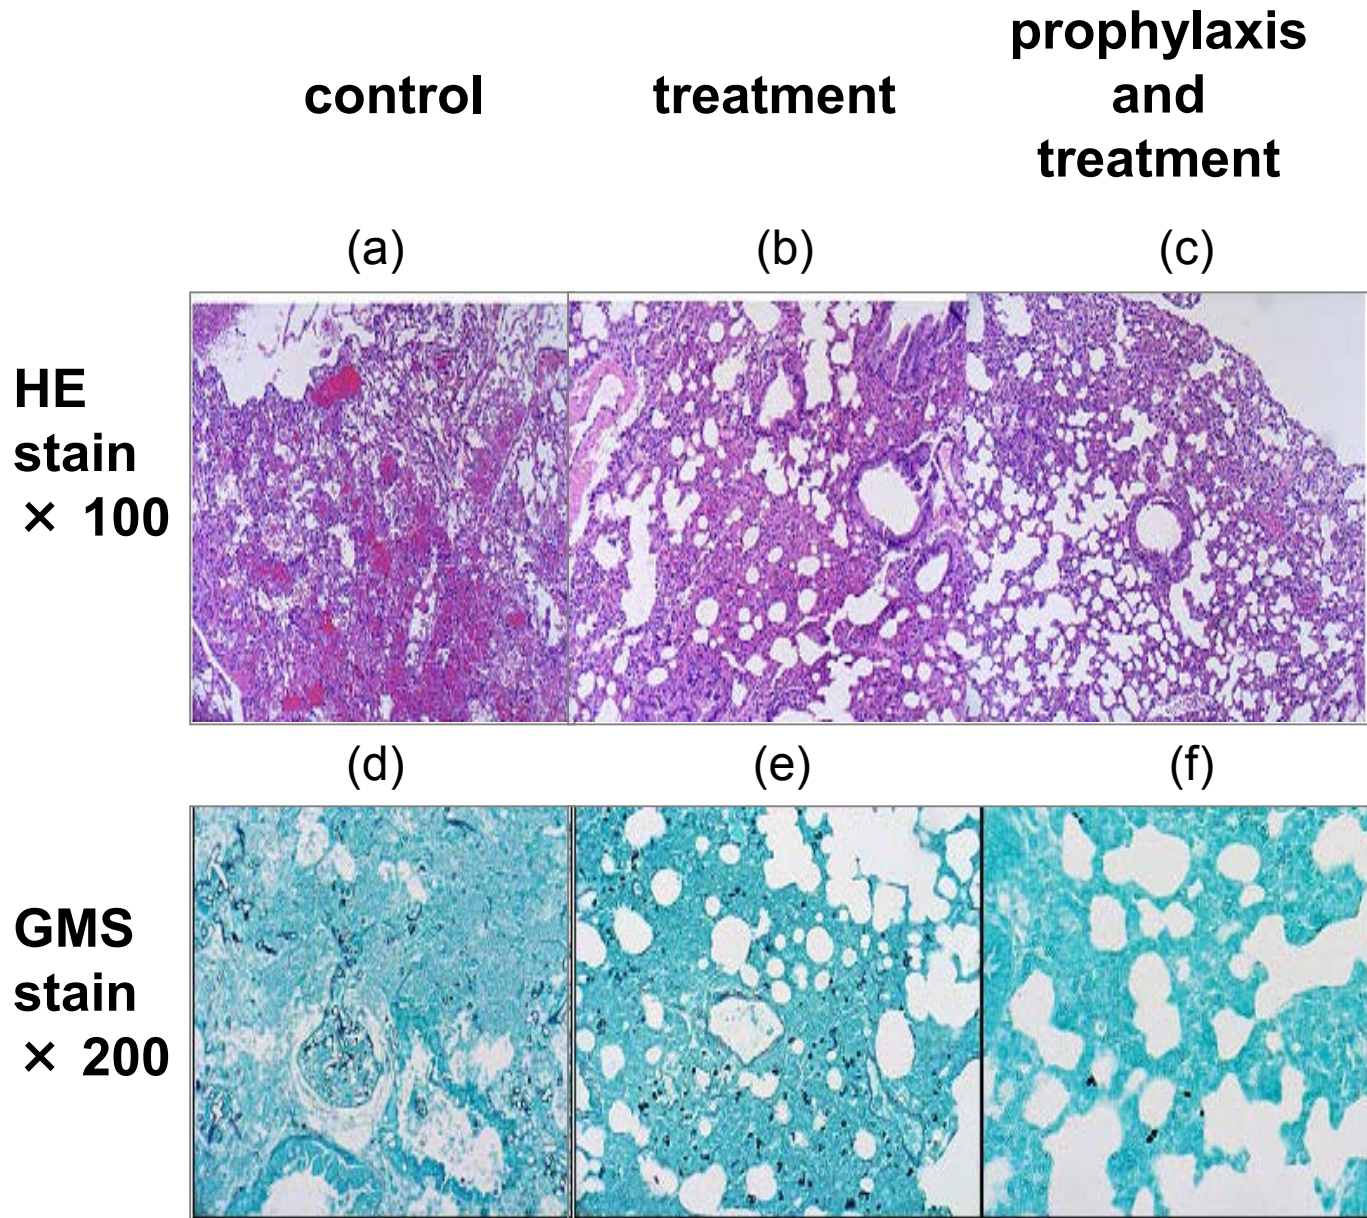 control
treatment
prophylaxis
and
treatment
(a)
(b)
(c)
HE
stain
× 100
(d)
(e)
(f)
GMS
stain
× 200